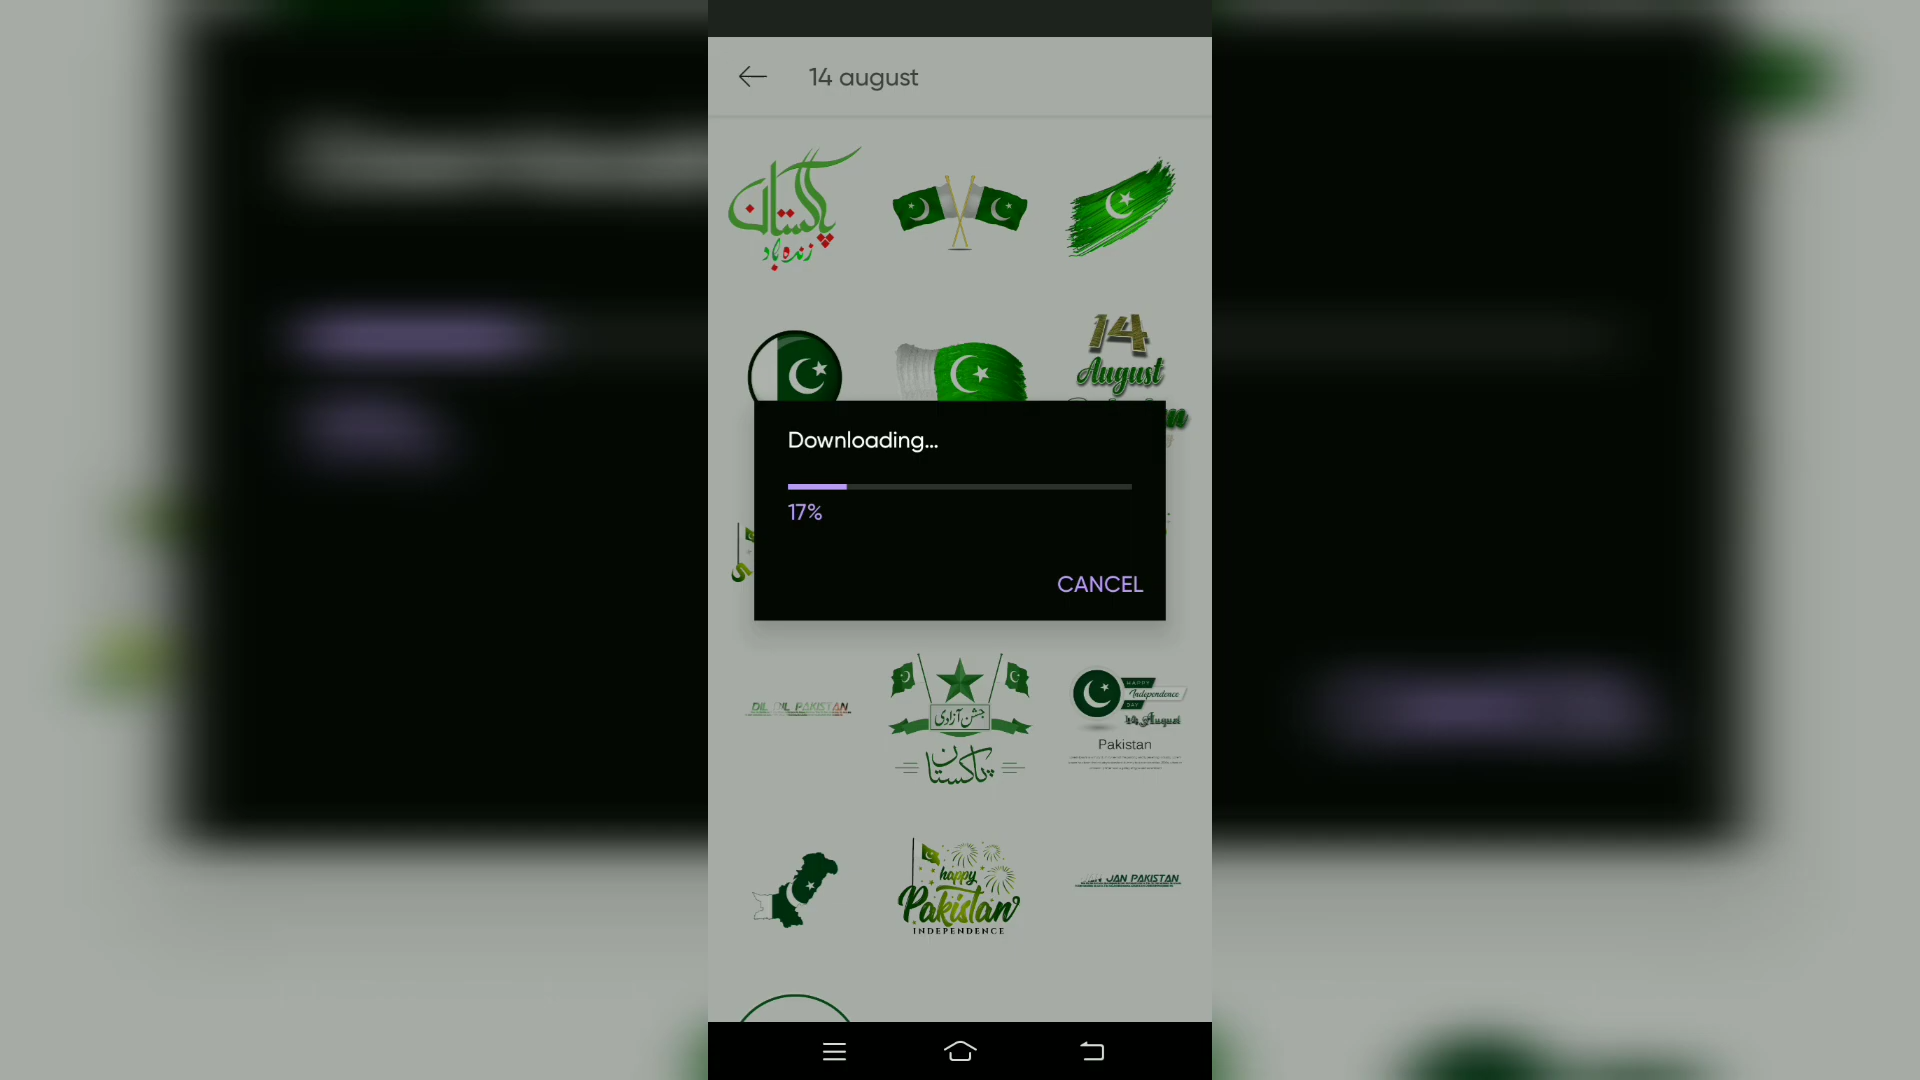 14 august
پاکستان
زندہ باد
14
August
Downloading...
17%
CANCEL
DIL DIL PAKISTAN
جشن آزادی
پاکستان
HAPPY
Independence
DAY
14 August
Pakistan
happy
Pakistan
INDEPENDENCE
JAN PAKISTAN